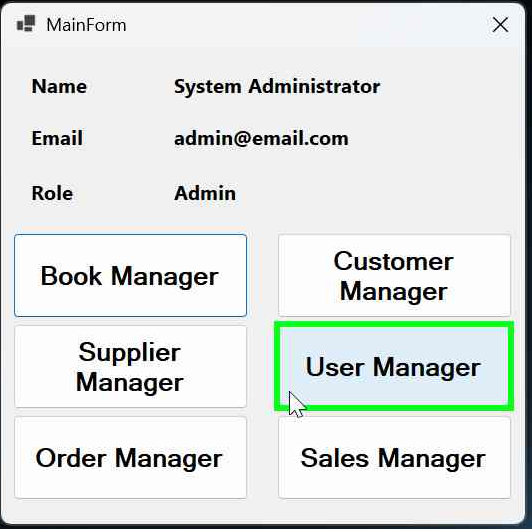 MainForm
Name System Administrator
Email admin@email.com
Role Admin
Book Manager
Customer
Manager
Supplier
Manager
User Manager
Order Manager
Sales Manager